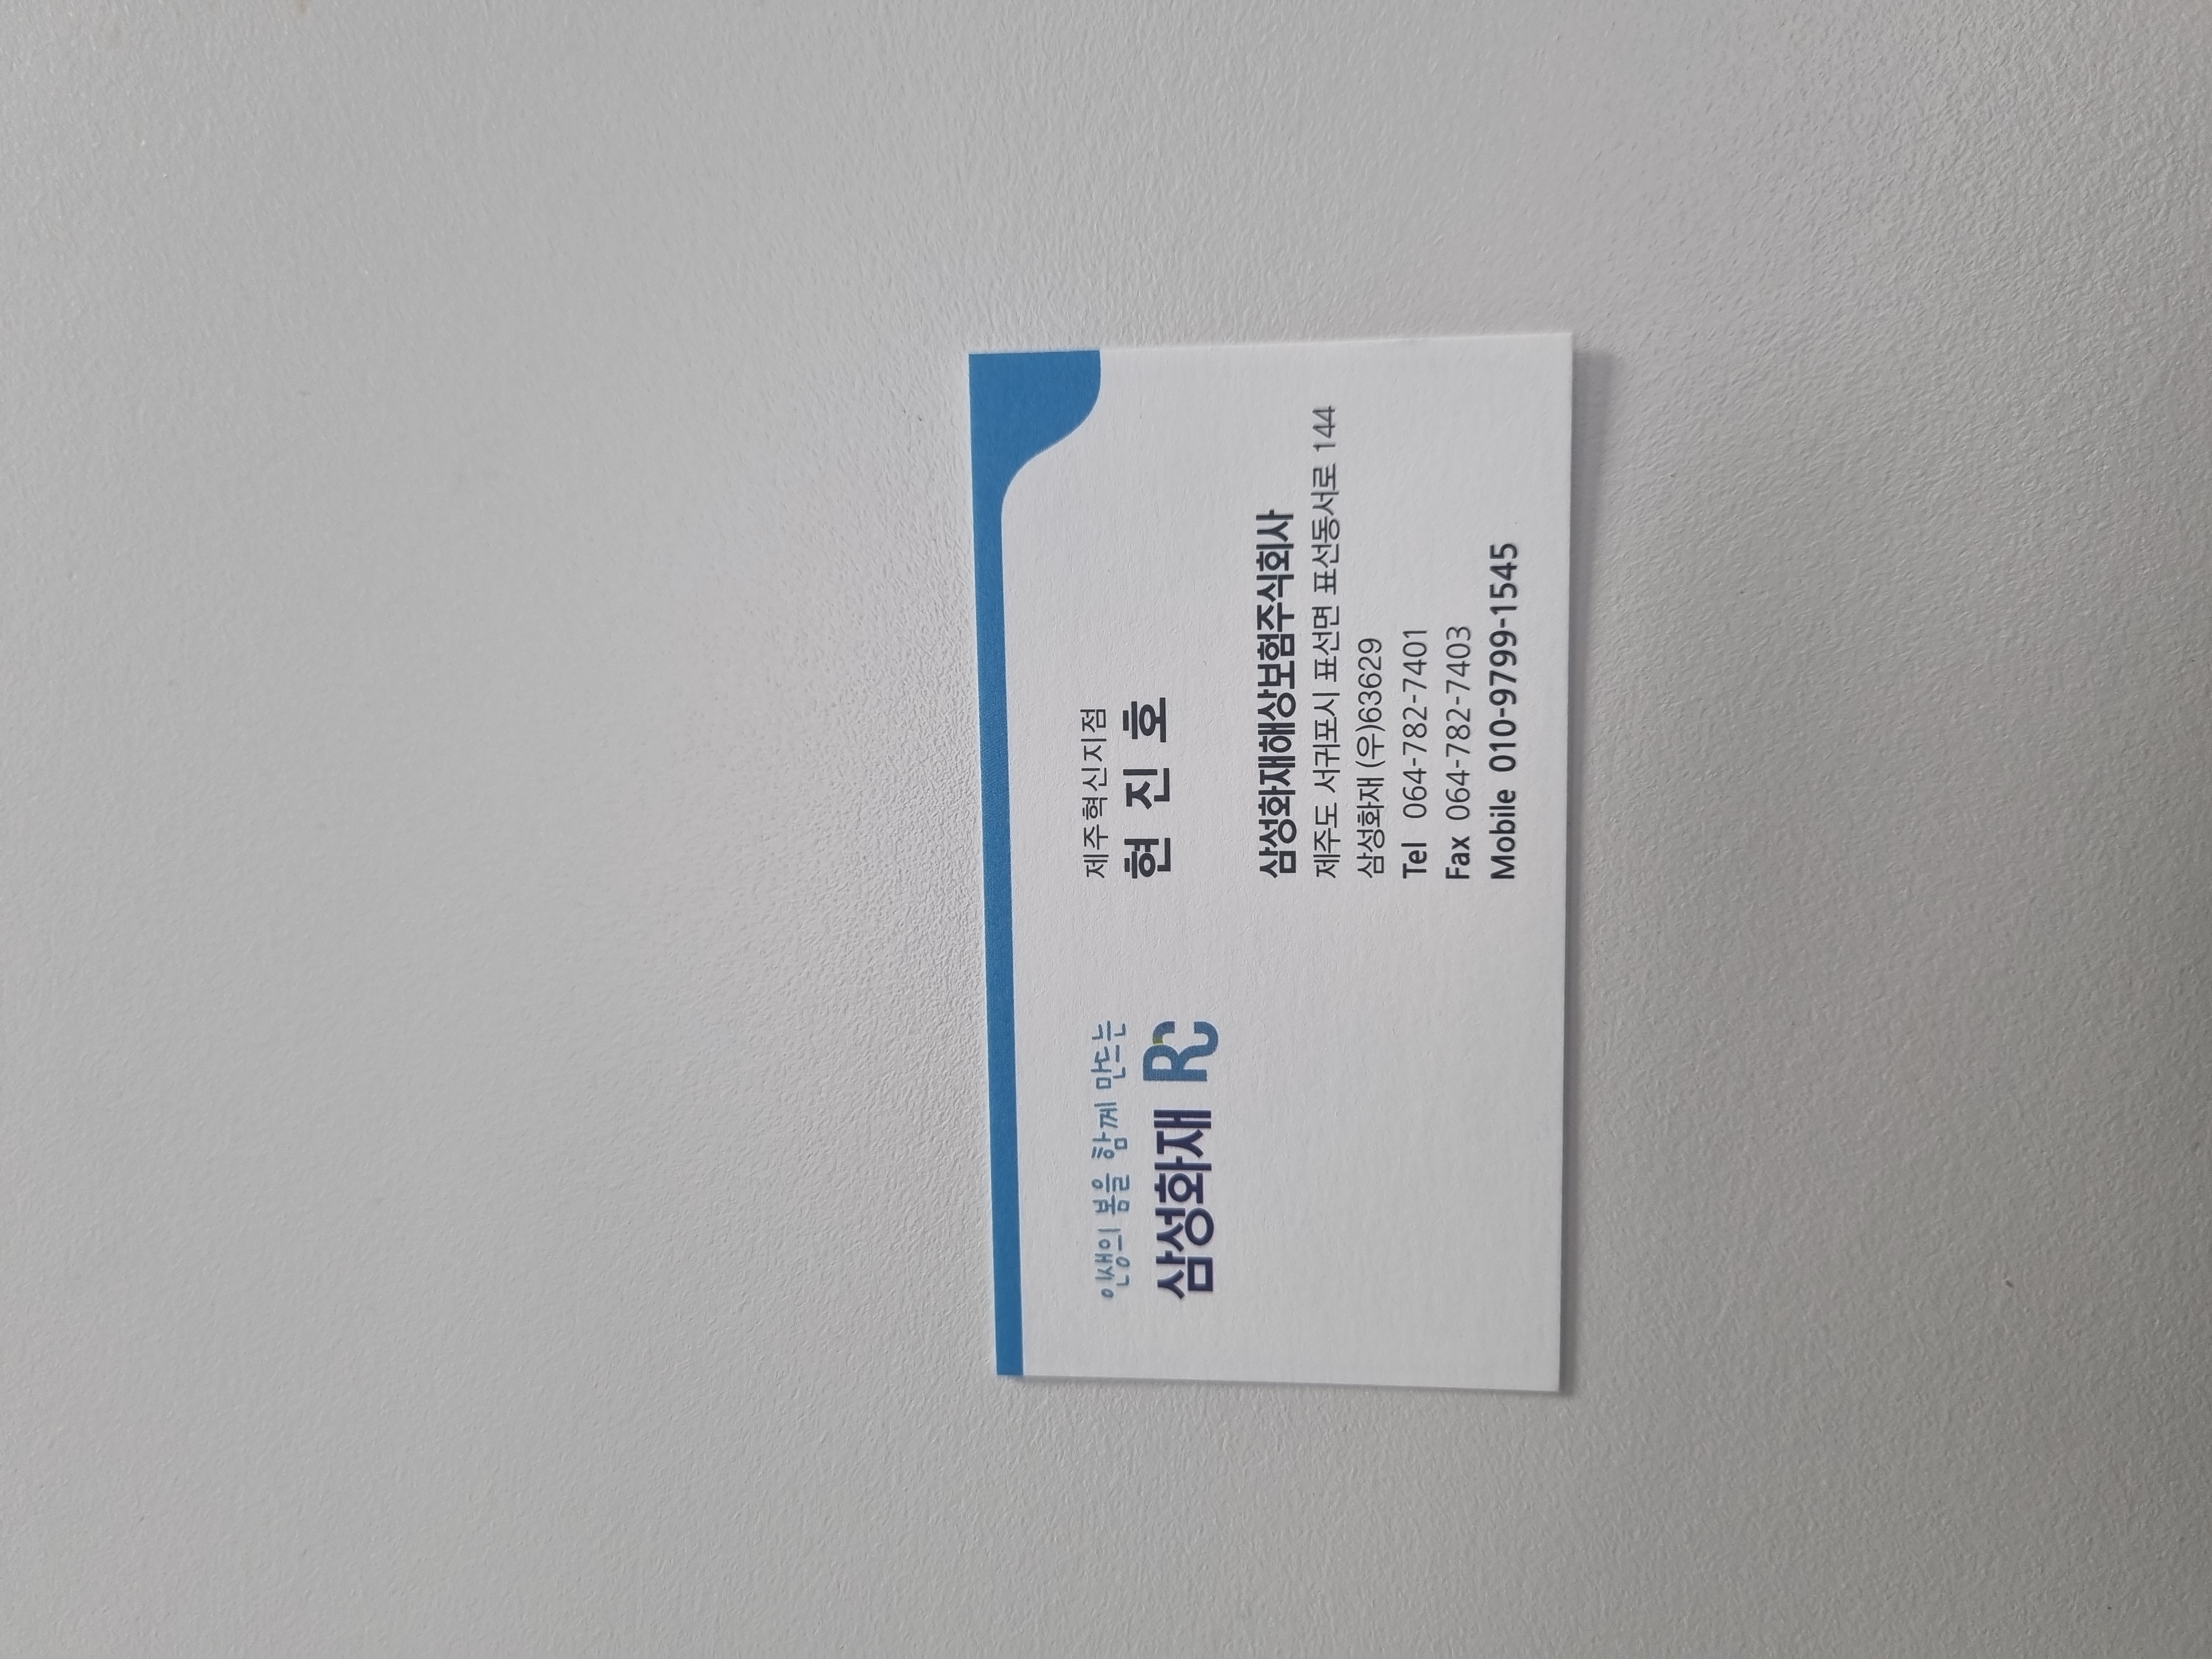 인생의 봄을 함께 만드는
삼성화재 RC
제주혁신지점
현 진 호
삼성화재해상보험주식회사
제주도 서귀포시 표선면 표선동서로 144
삼성화재 (우)63629
Tel 064-782-7401
Fax 064-782-7403
Mobile 010-9799-1545